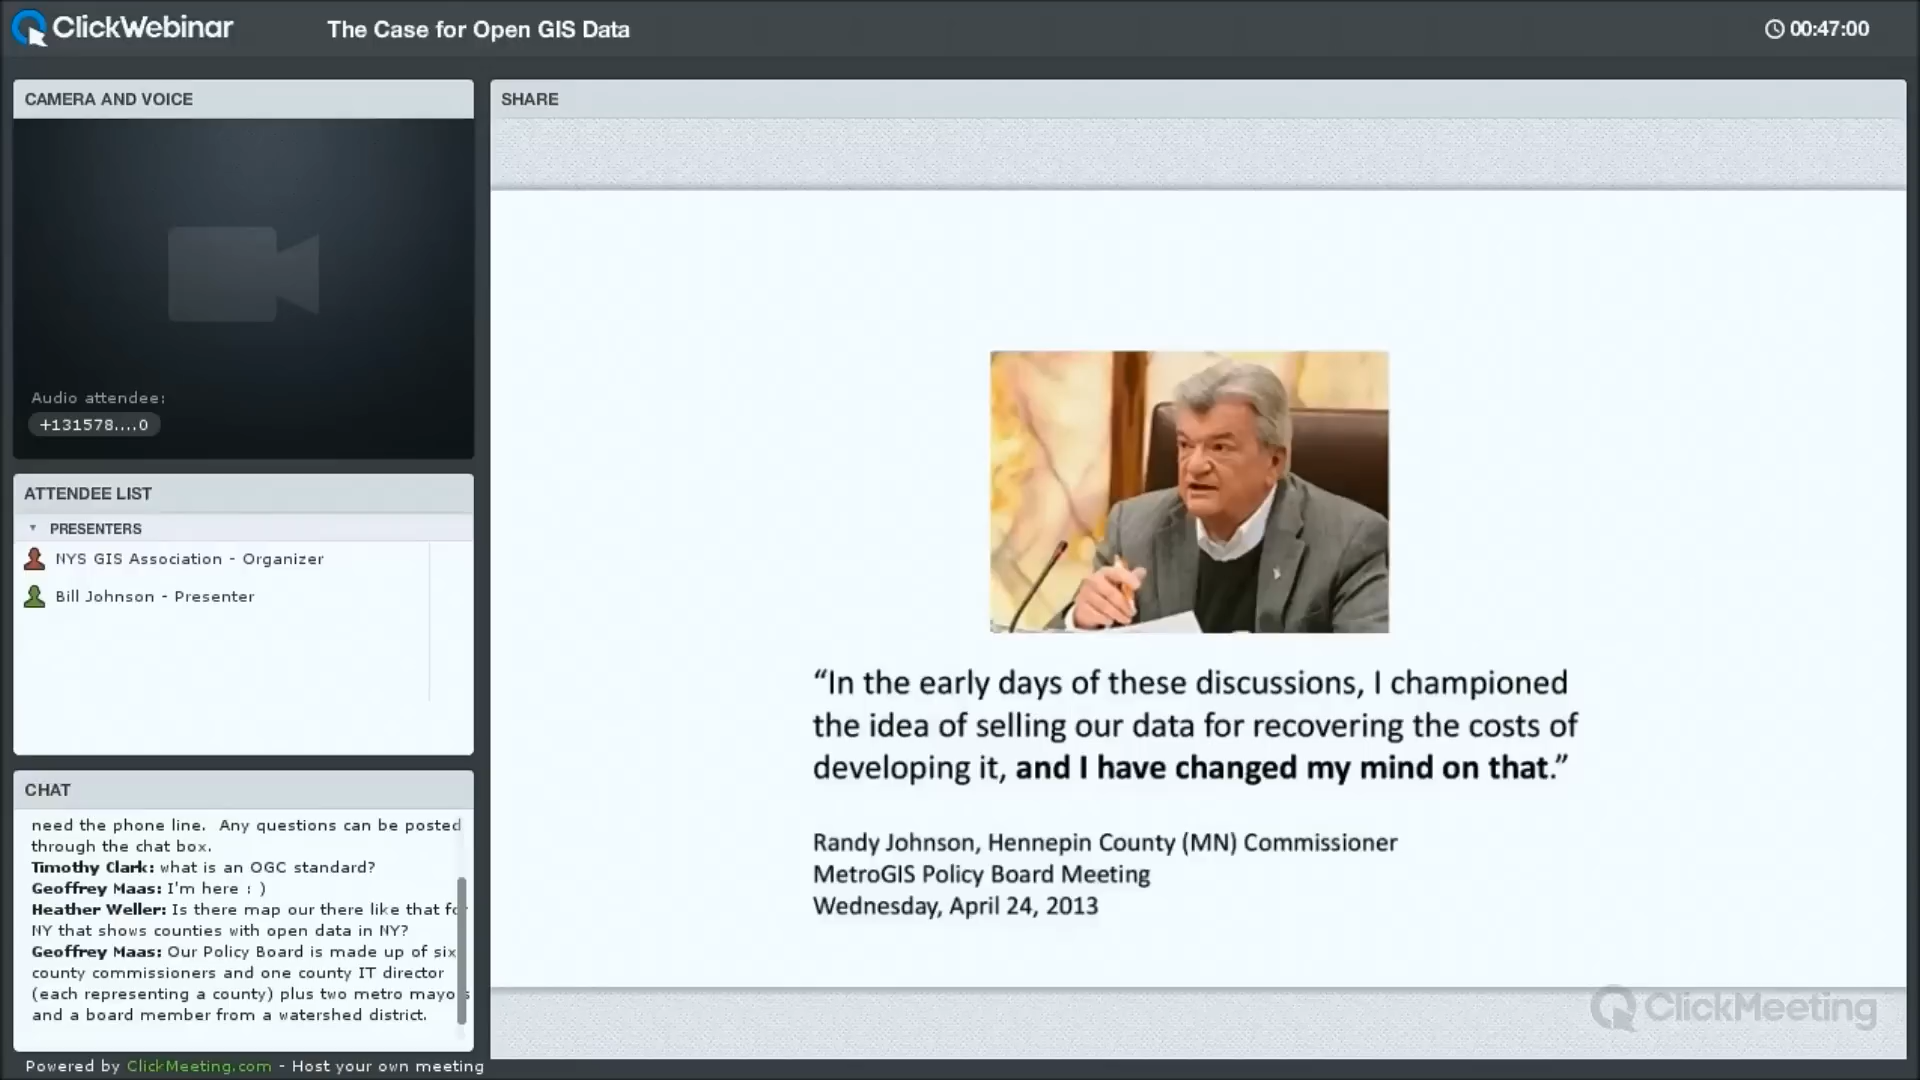 ClickWebinar
The Case for Open GIS Data
00:47:00
CAMERA AND VOICE
Audio attendee:
+131578....0
ATTENDEE LIST
PRESENTERS
NYS GIS Association - Organizer
Bill Johnson - Presenter
CHAT
need the phone line. Any questions can be posted
through the chat box.
Timothy Clark: what is an OGC standard?
Geoffrey Maas: I'm here : )
Heather Weller: Is there map our there like that for
NY that shows counties with open data in NY?
Geoffrey Maas: Our Policy Board is made up of six
county commissioners and one county IT director
(each representing a county) plus two metro mayors
and a board member from a watershed district.
Powered by ClickMeeting.com - Host your own meeting
SHARE
“In the early days of these discussions, I championed
the idea of selling our data for recovering the costs of
developing it, and I have changed my mind on that.”
Randy Johnson, Hennepin County (MN) Commissioner
MetroGIS Policy Board Meeting
Wednesday, April 24, 2013
ClickMeeting